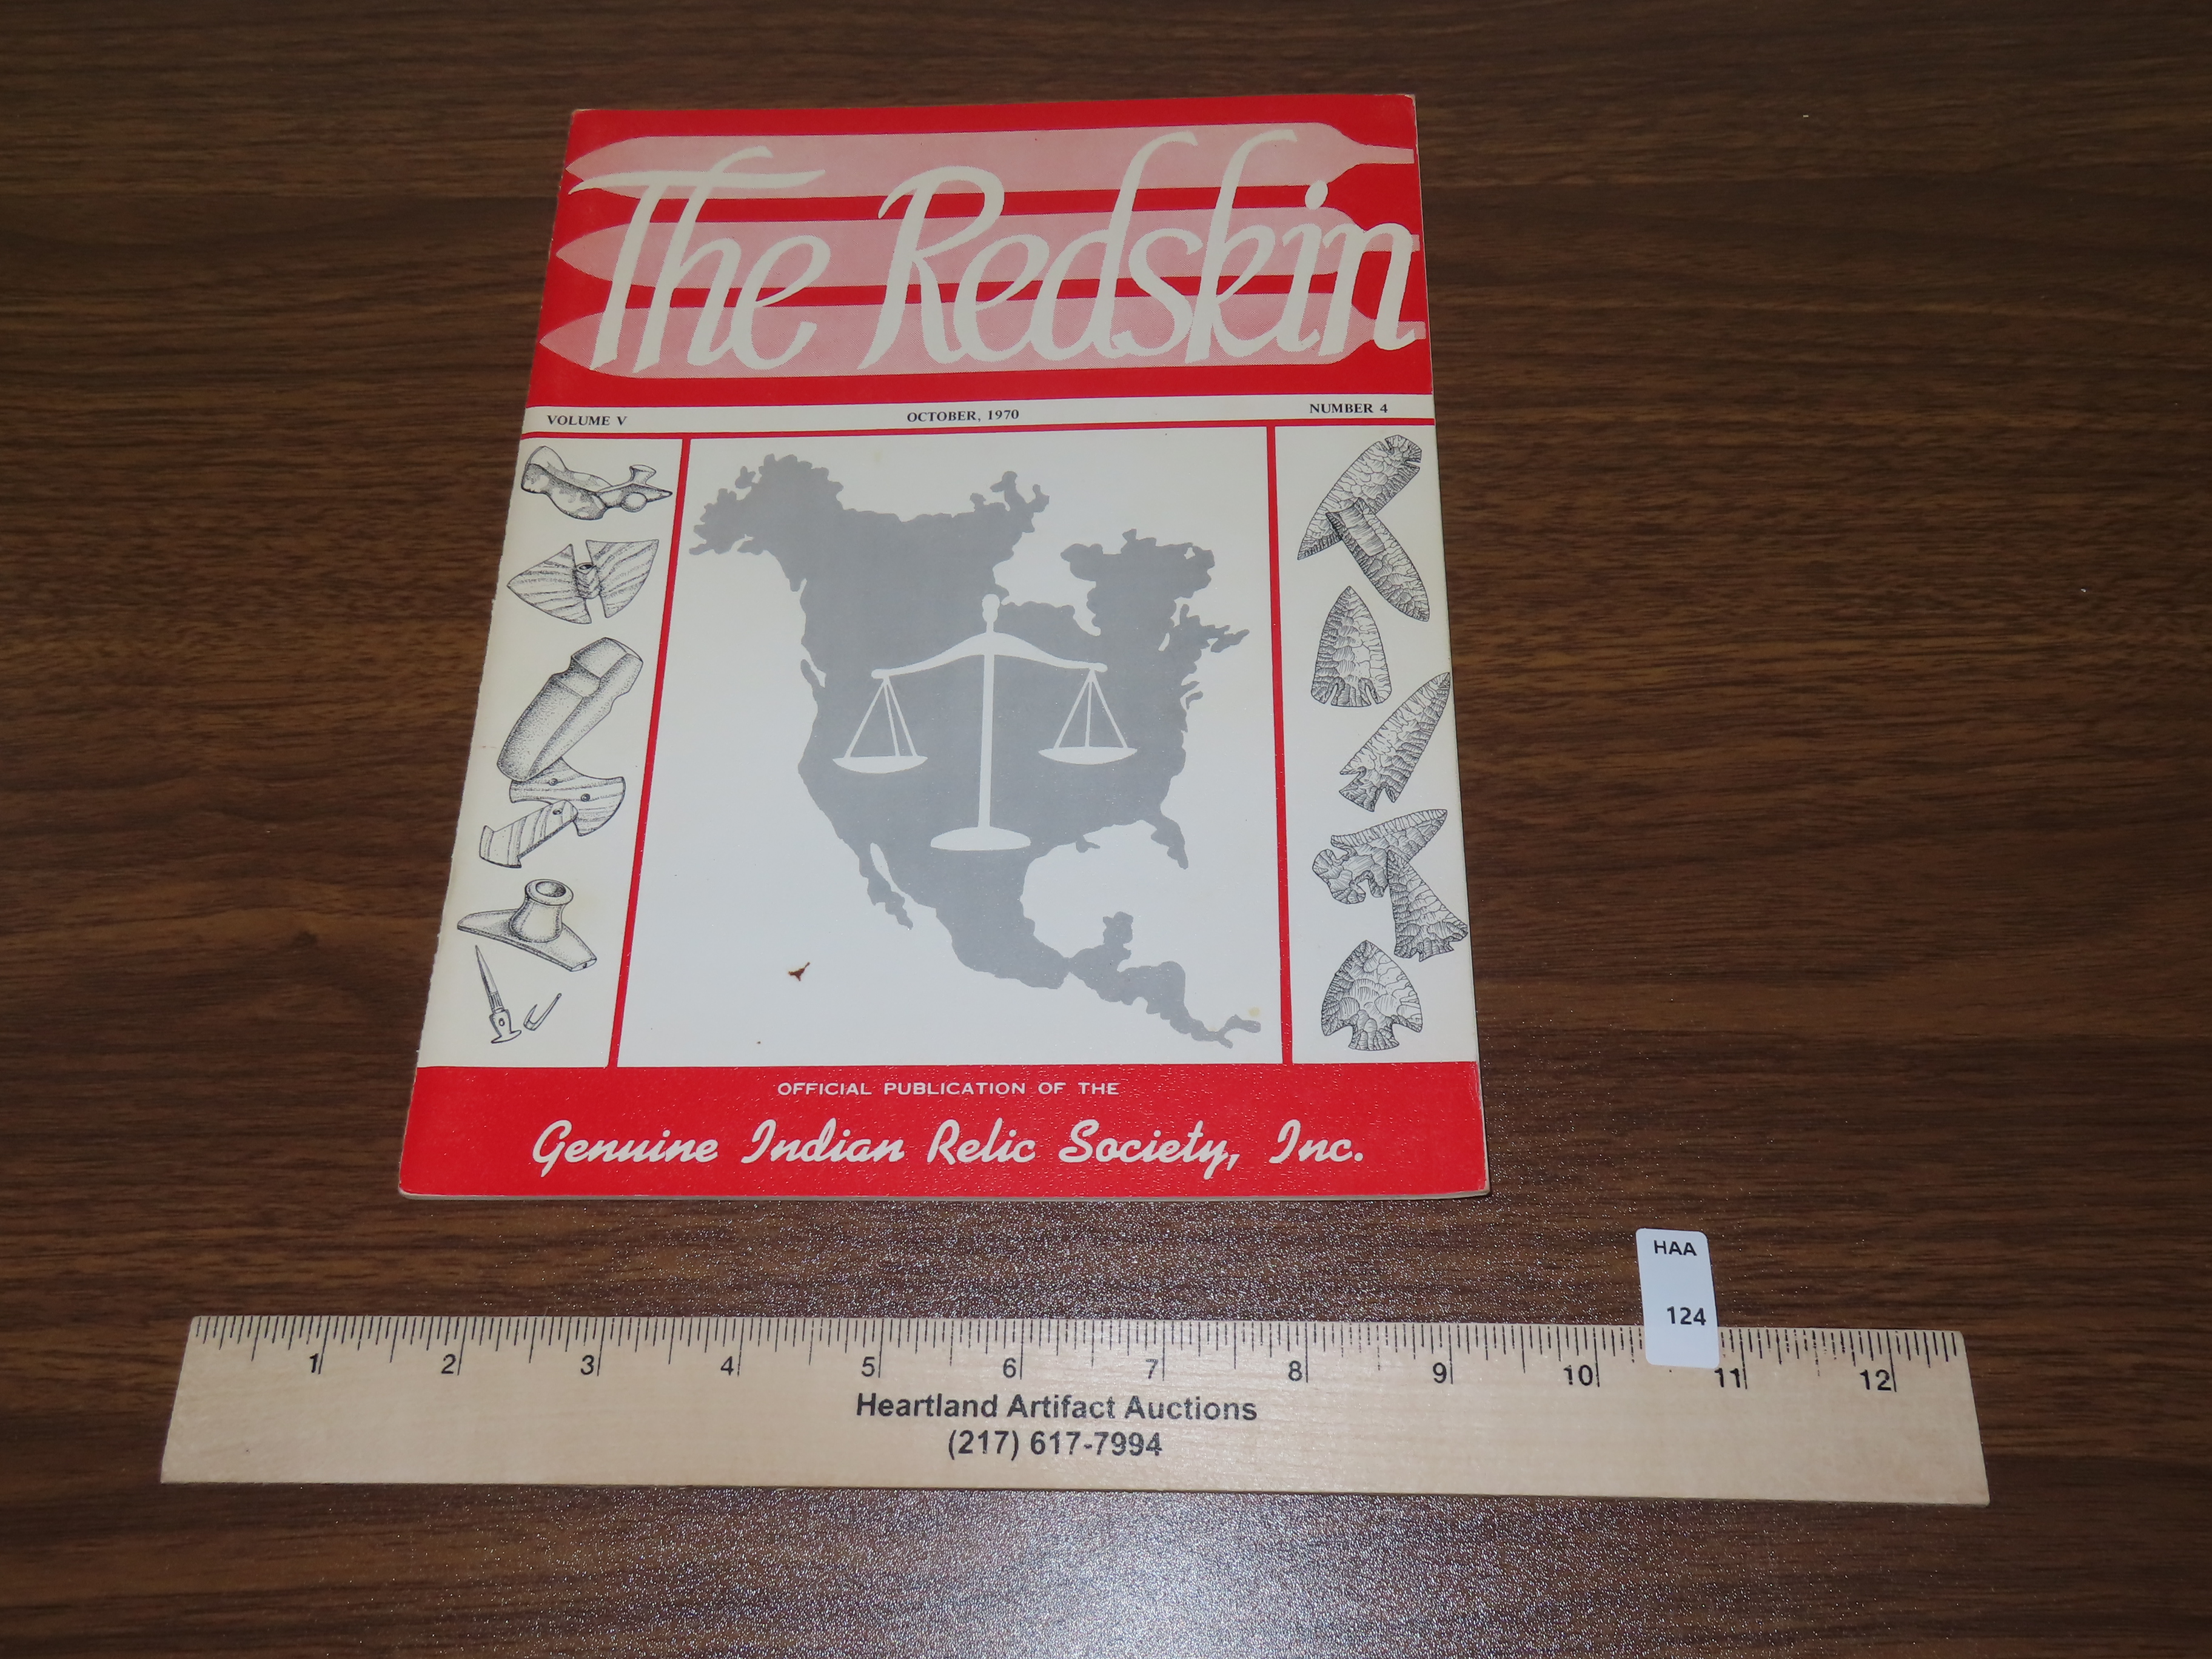 The Redskin
VOLUME V OCTOBER, 1970 NUMBER 4
OFFICIAL PUBLICATION OF THE
Genuine Indian Relic Society, Inc.
HAA
124
1 2 3 4 5 6 7 8 9 10 11 12
Heartland Artifact Auctions
(217) 617-7994